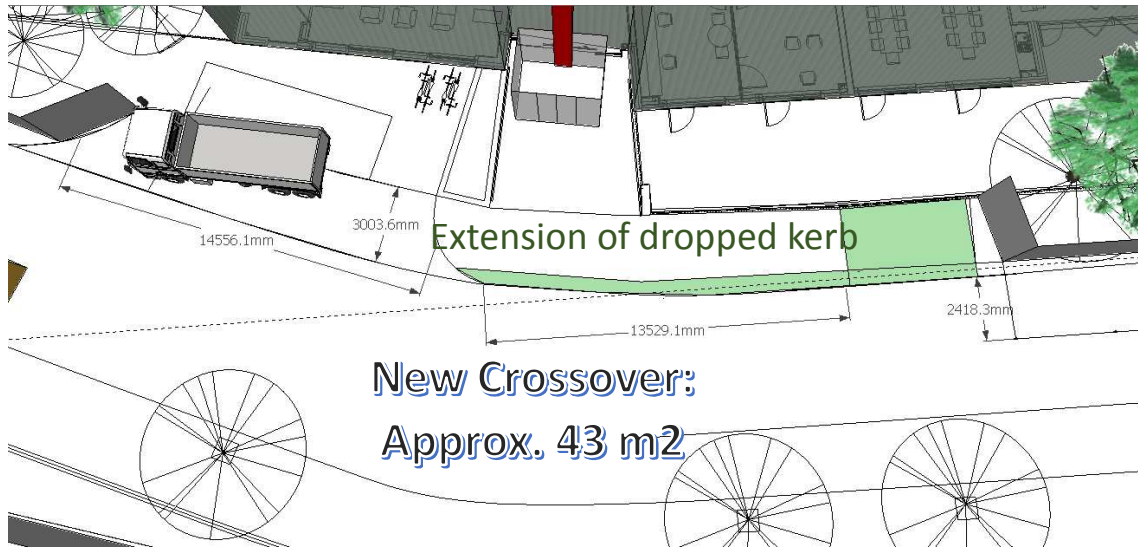 3003.6mm
14556.1mm
Extension of dropped kerb
13529.1mm
2418.3mm
New Crossover:
Approx. 43 m2